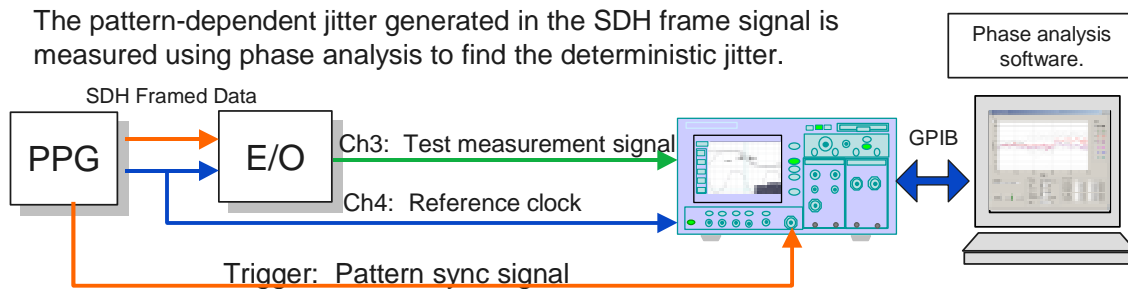 The pattern-dependent jitter generated in the SDH frame signal is
measured using phase analysis to find the deterministic jitter.
Phase analysis
software.
SDH Framed Data
PPG
E/O
Ch3: Test measurement signal
GPIB
Ch4: Reference clock
Trigger: Pattern sync signal